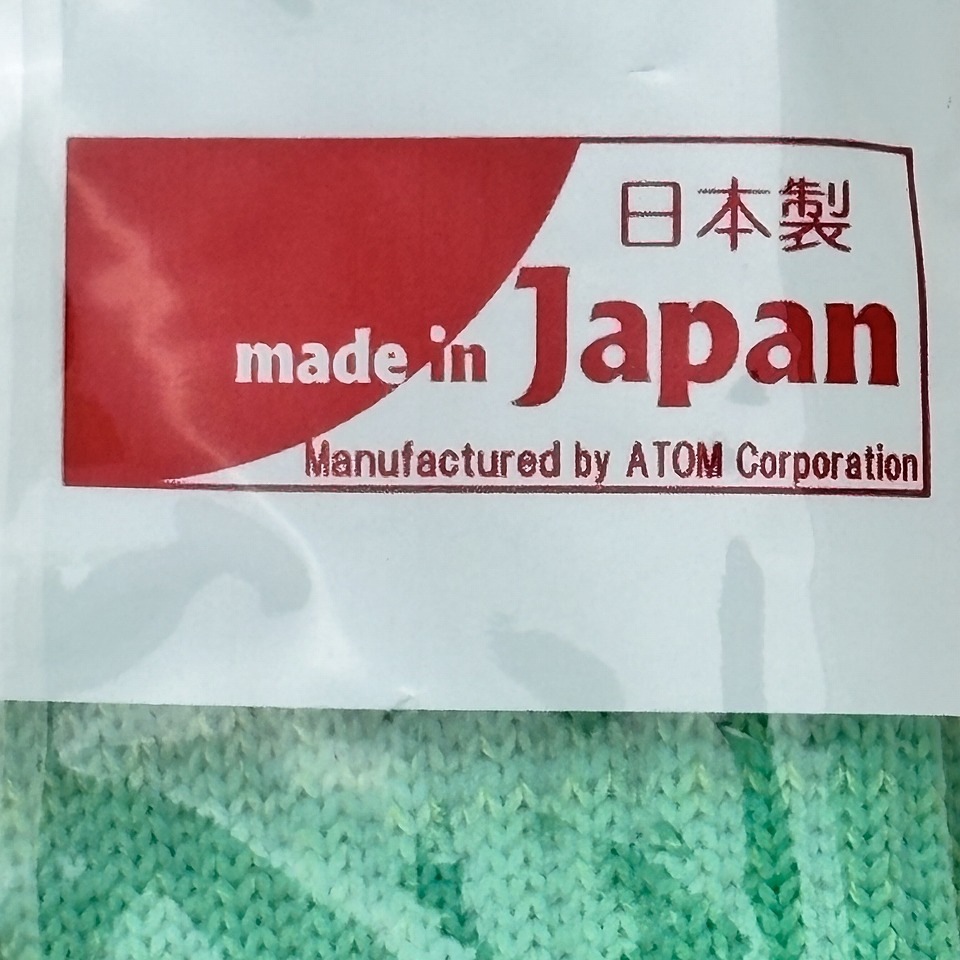 日本製
made in Japan
Manufactured by ATOM Corporation